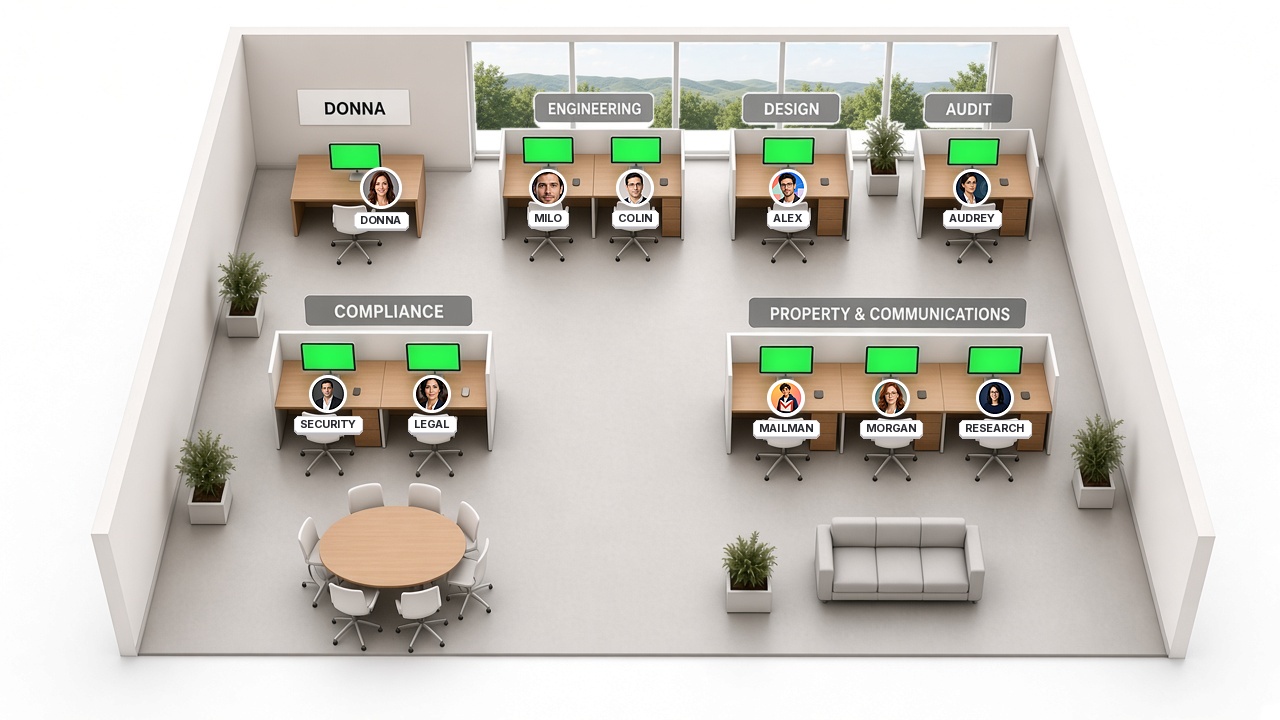 DONNA
ENGINEERING
DESIGN
AUDIT
DONNA
MILO
COLIN
ALEX
AUDREY
COMPLIANCE
PROPERTY & COMMUNICATIONS
SECURITY
LEGAL
MAILMAN
MORGAN
RESEARCH